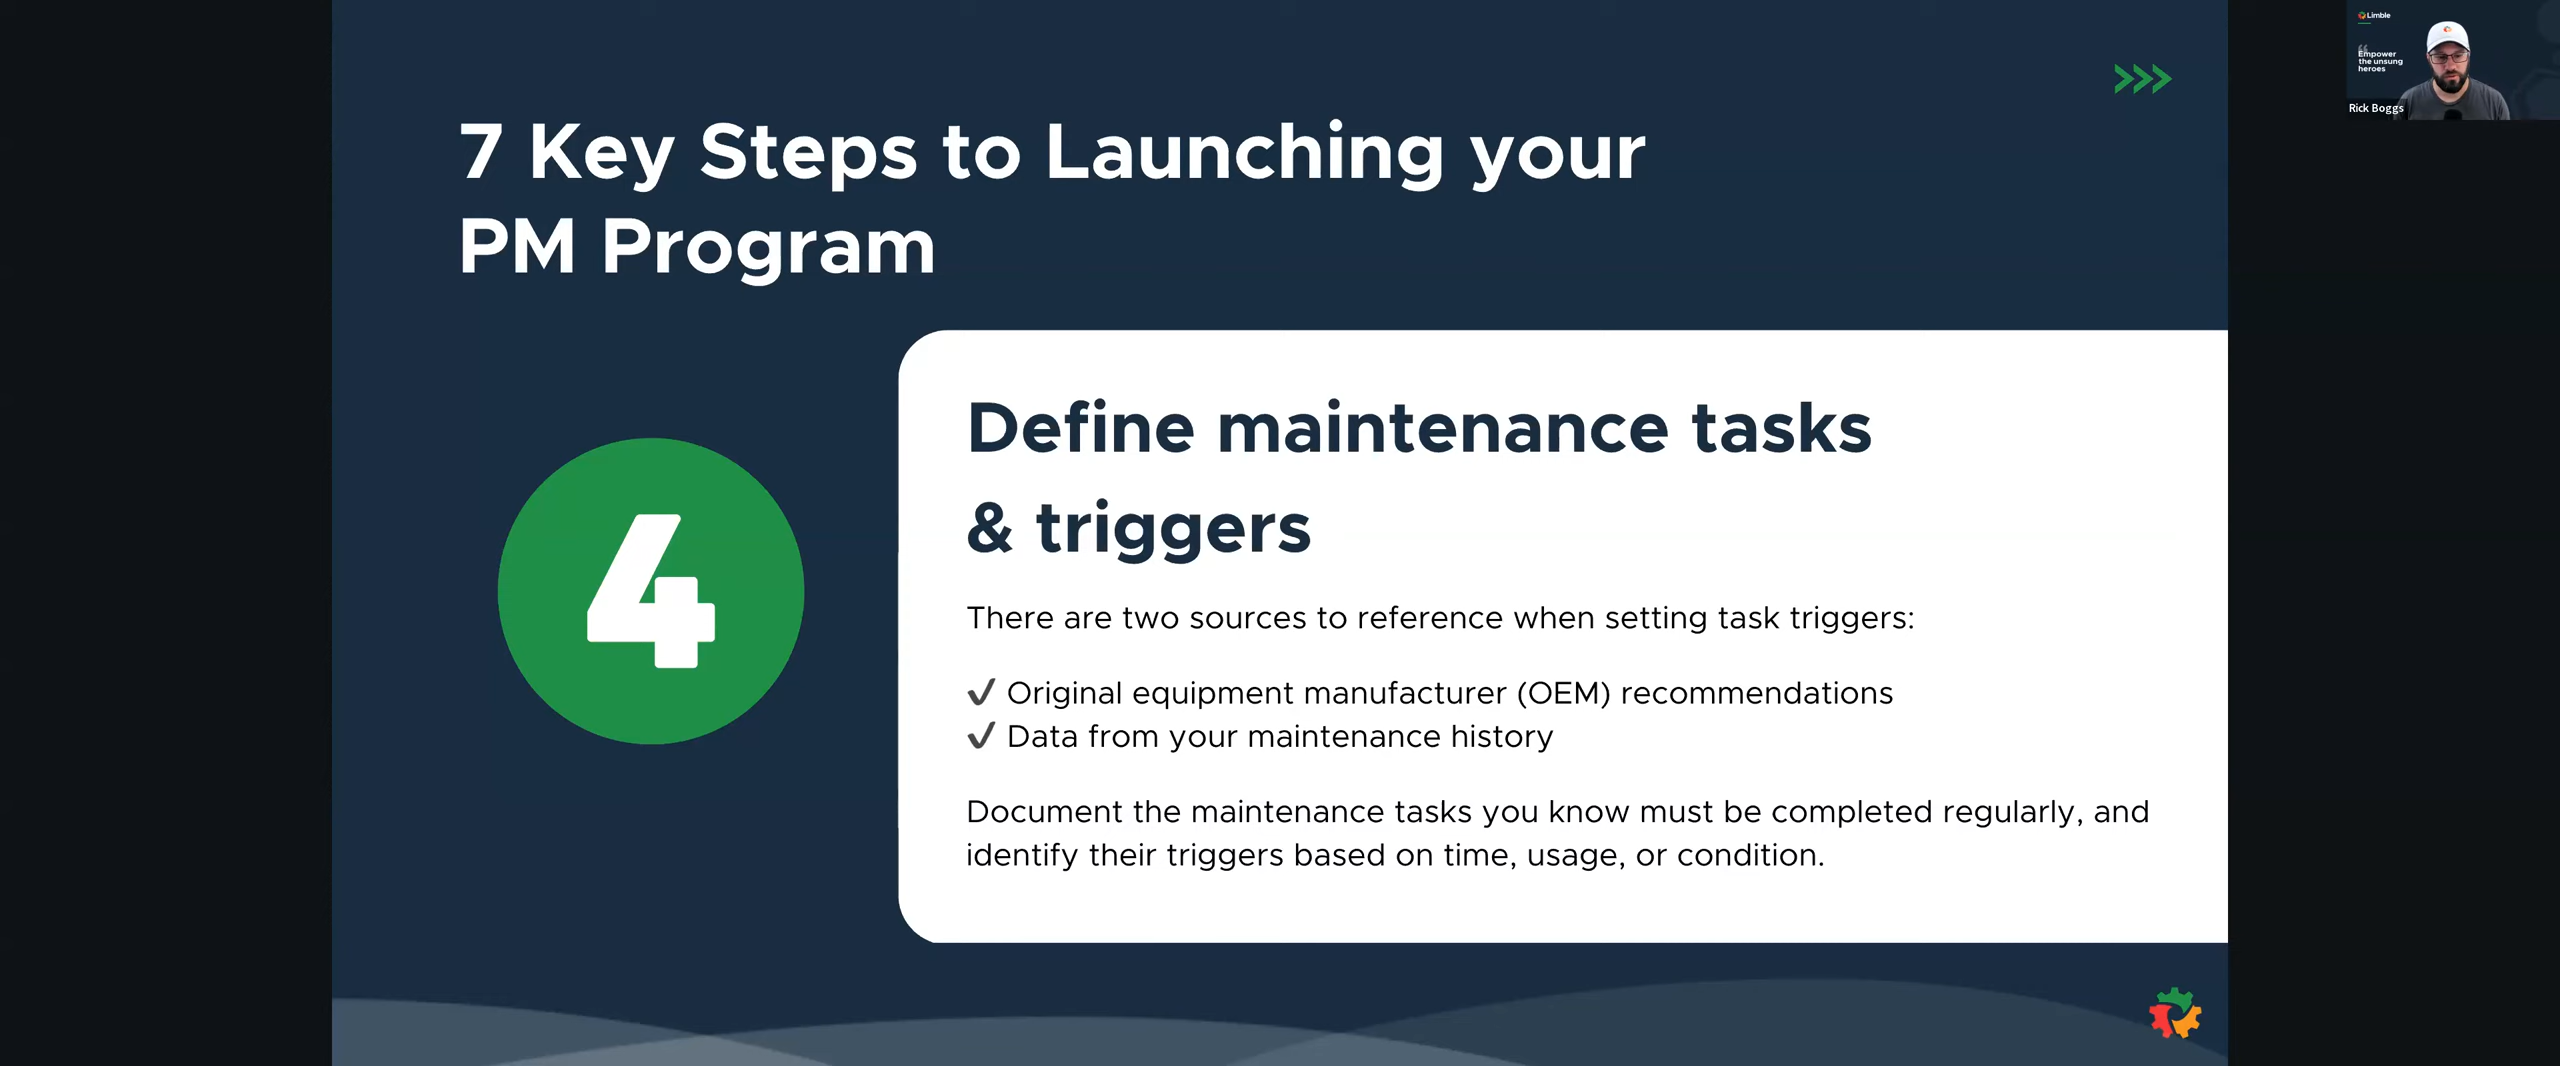 7 Key Steps to Launching your
PM Program
4
Define maintenance tasks
& triggers
There are two sources to reference when setting task triggers:
✔ Original equipment manufacturer (OEM) recommendations
✔ Data from your maintenance history
Document the maintenance tasks you know must be completed regularly, and
identify their triggers based on time, usage, or condition.
Limble
“
Empower
the unsung
heroes
Rick Boggs